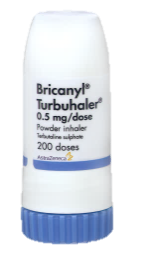 Bricanyl®
Turbuhaler®
0.5 mg/dose
Powder inhaler
Terbutaline sulphate
200 doses
AstraZeneca